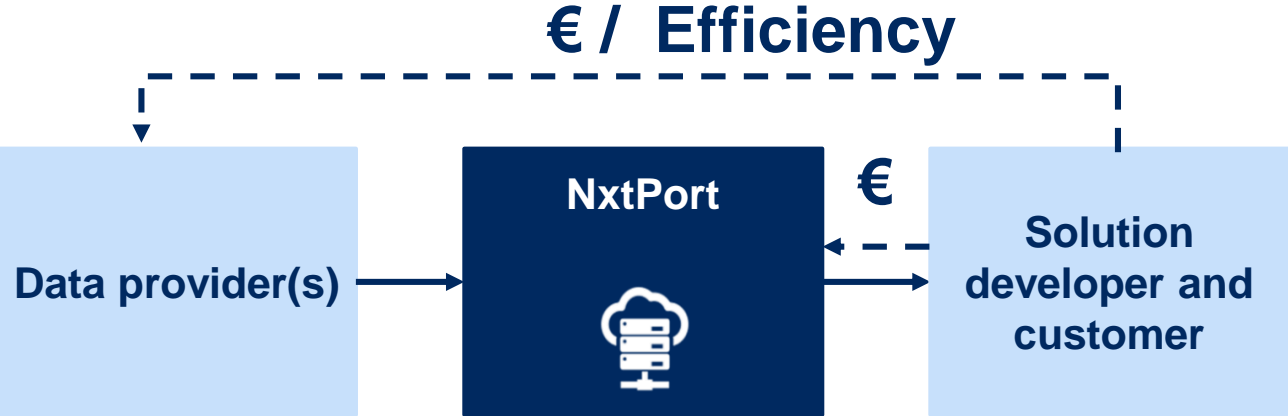 € / Efficiency
NxtPort
€
Data provider(s)
Solution
developer and
customer